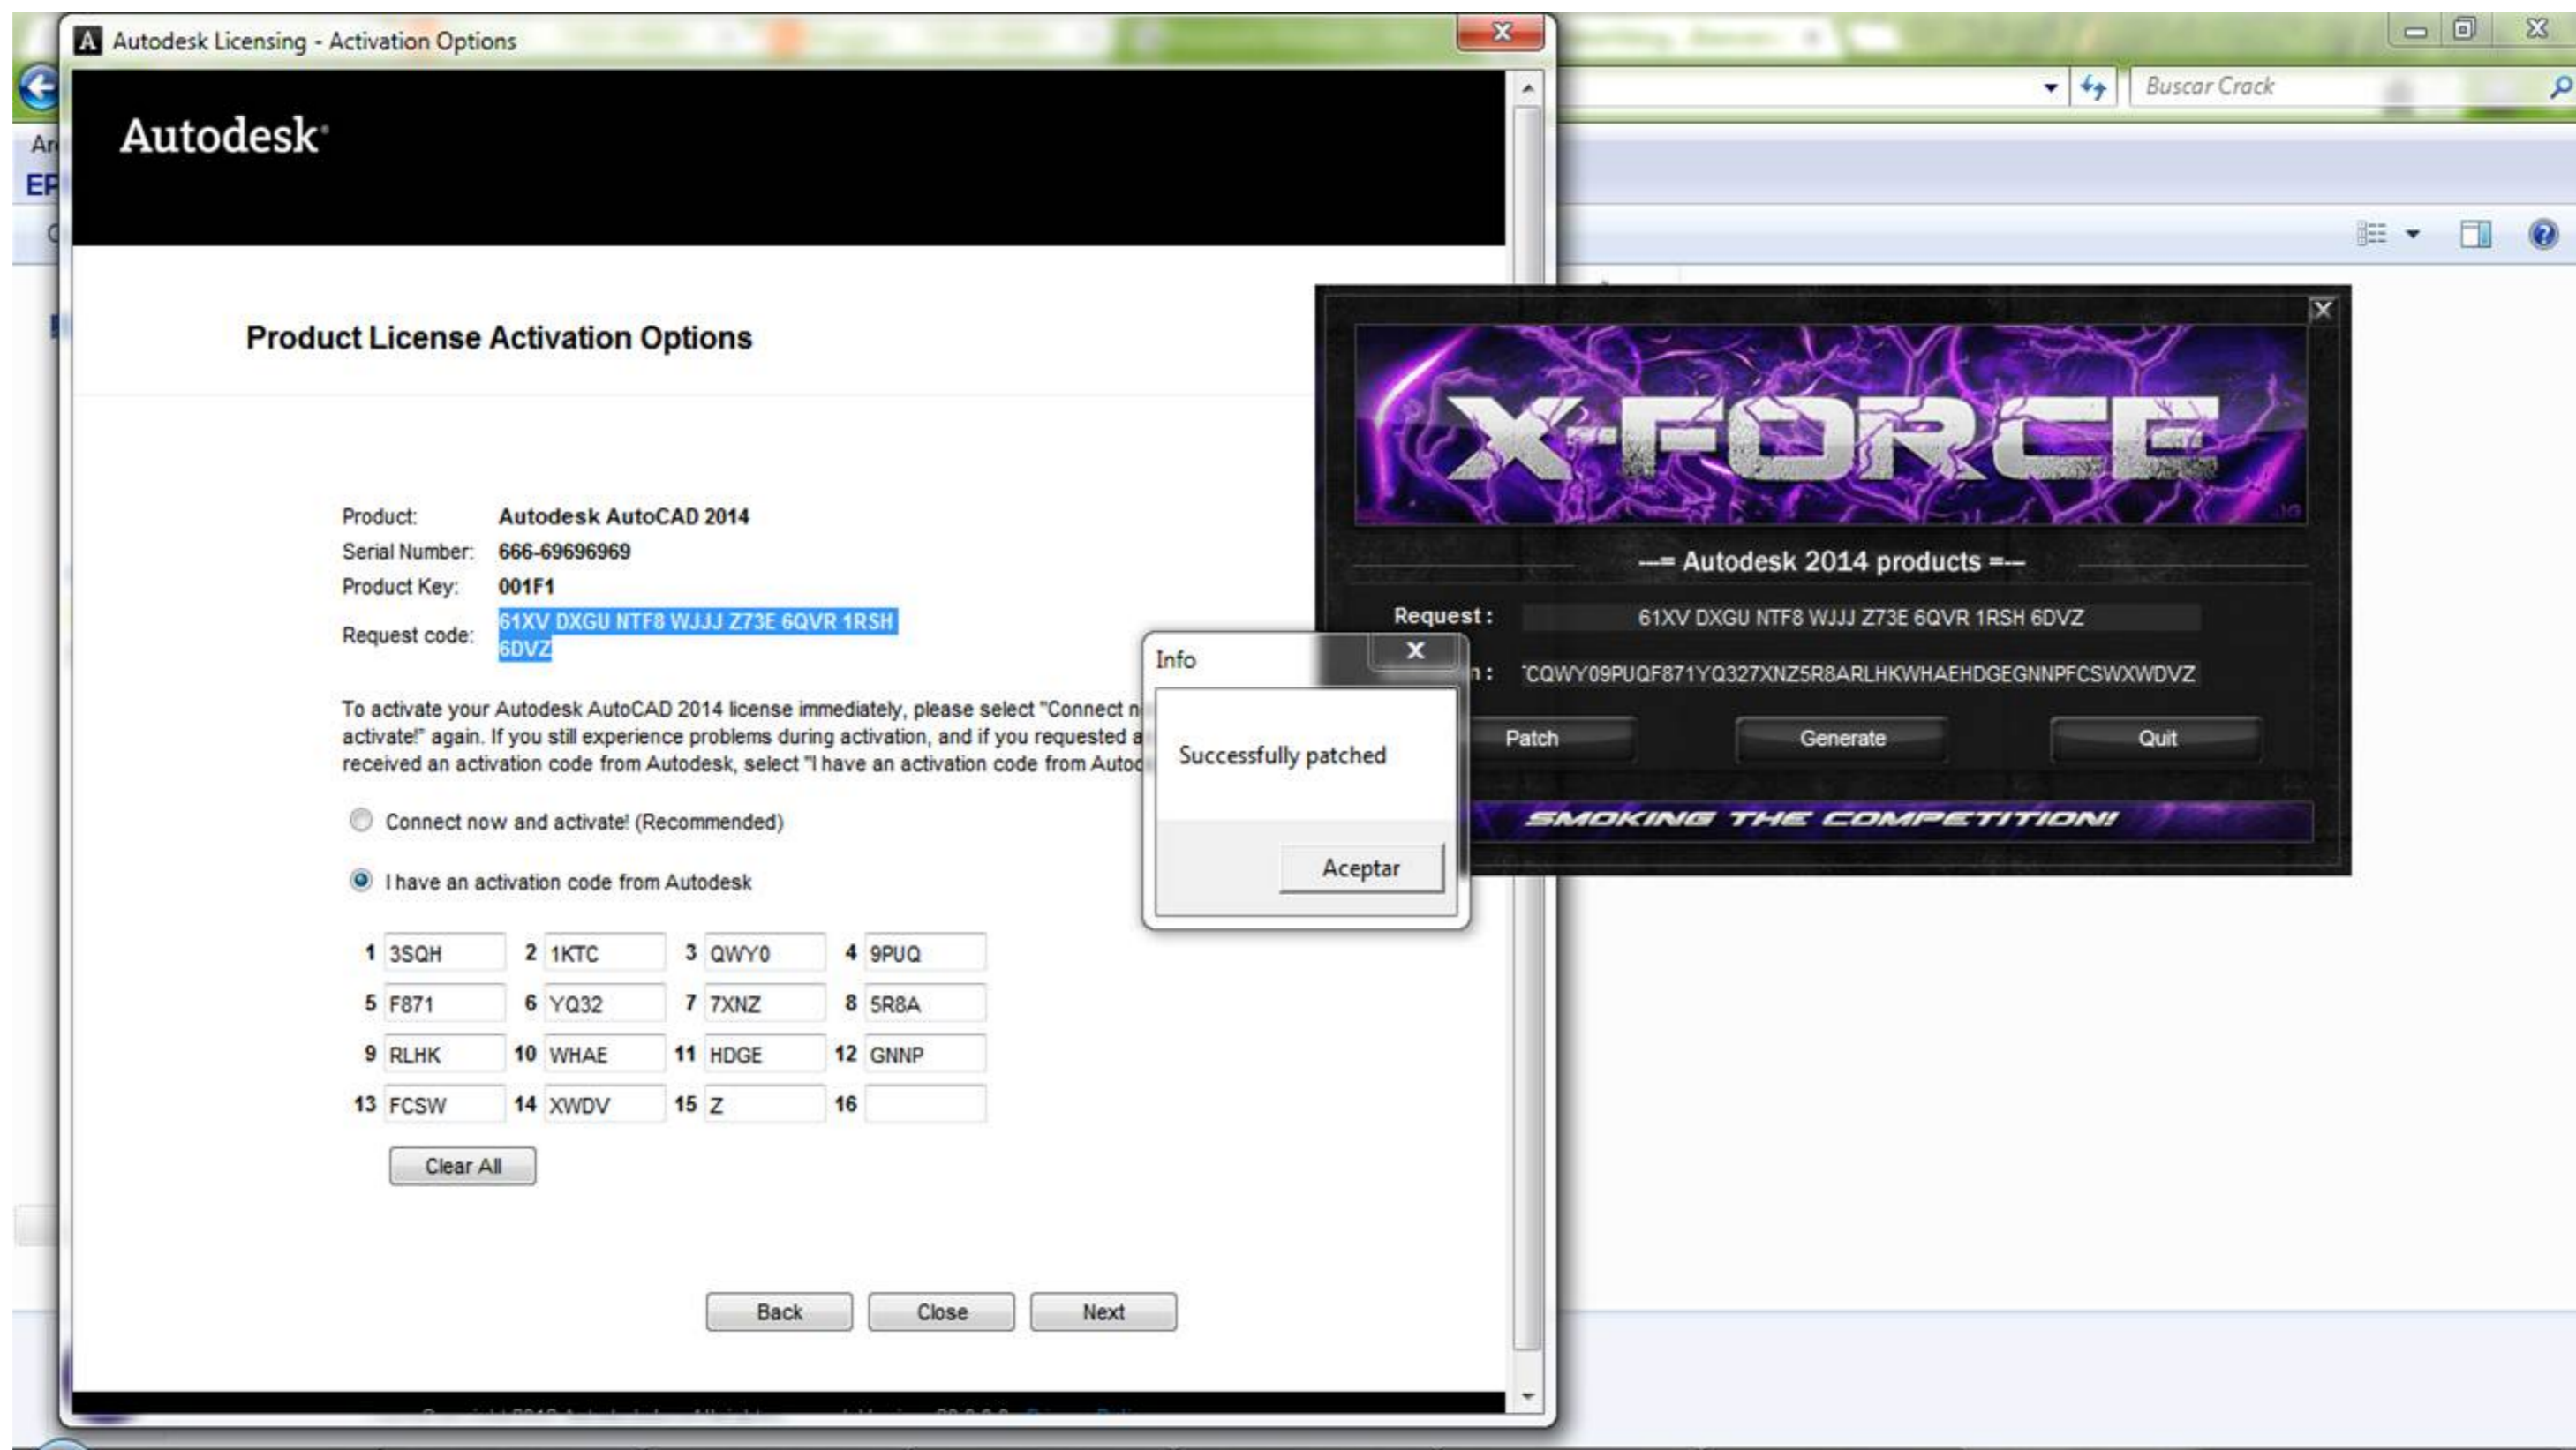 Autodesk Licensing - Activation Options
Buscar Crack
Autodesk
Product License Activation Options
Product: Autodesk AutoCAD 2014
Serial Number: 666-69696969
Product Key: 001F1
Request code: 61XV DXGU NTF8 WJJJ Z73E 6QVR 1RSH
6DVZ
To activate your Autodesk AutoCAD 2014 license immediately, please select "Connect
activate!" again. If you still experience problems during activation, and if you requested
received an activation code from Autodesk, select "I have an activation code from
Connect now and activate! (Recommended)
I have an activation code from Autodesk
1 3SQH 2 1KTC 3 QWY0 4 9PUQ
5 F871 6 YQ32 7 7XNZ 8 5R8A
9 RLHK 10 WHAE 11 HDGE 12 GNNP
13 FCSW 14 XWDV 15 Z 16
Clear All
Back Close Next
X-FORCE
---= Autodesk 2014 products =---
Request : 61XV DXGU NTF8 WJJJ Z73E 6QVR 1RSH 6DVZ
CQWY09PUQF871YQ327XNZ5R8ARLHKWHAEHDGEGNNPFCSWXWDVZ
Patch Generate Quit
SMOKING THE COMPETITION!
Info
Successfully patched
Aceptar